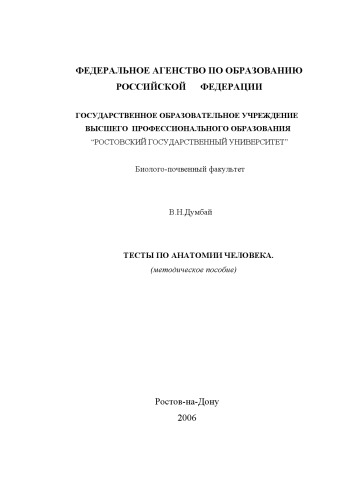 ФЕДЕРАЛЬНОЕ АГЕНСТВО ПО ОБРАЗОВАНИЮ
РОССИЙСКОЙ ФЕДЕРАЦИИ
ГОСУДАРСТВЕННОЕ ОБРАЗОВАТЕЛЬНОЕ УЧРЕЖДЕНИЕ
ВЫСШЕГО ПРОФЕССИОНАЛЬНОГО ОБРАЗОВАНИЯ
“РОСТОВСКИЙ ГОСУДАРСТВЕННЫЙ УНИВЕРСИТЕТ”
Биолого-почвенный факультет
В.Н.Думбай
ТЕСТЫ ПО АНАТОМИИ ЧЕЛОВЕКА.
(методическое пособие)
Ростов-на-Дону
2006